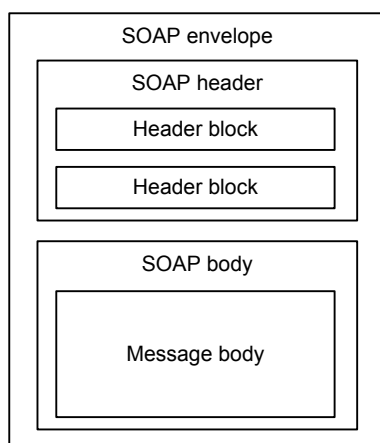 SOAP envelope
SOAP header
Header block
Header block
SOAP body
Message body